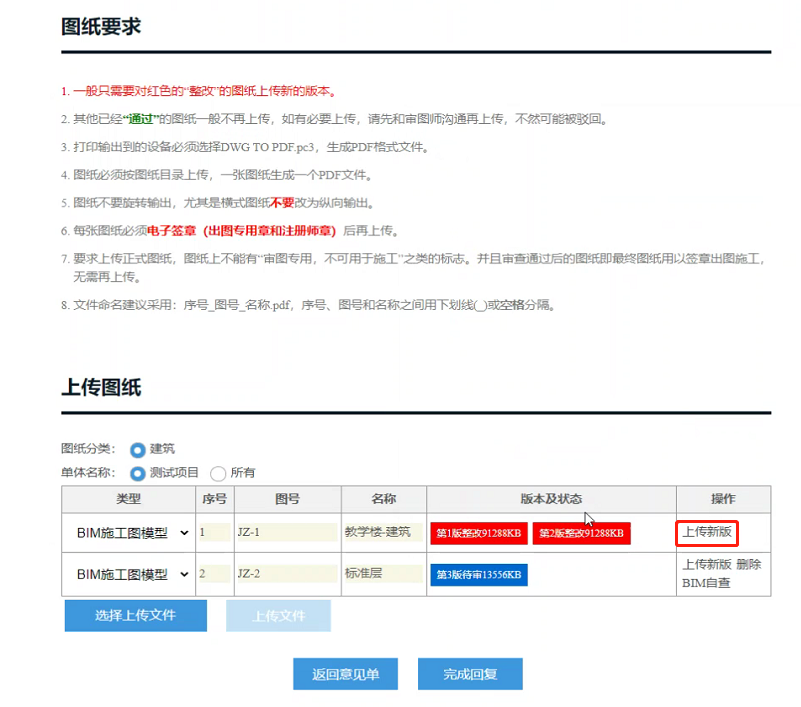 图纸要求
1. 一般只需要对红色的“整改”的图纸上传新的版本。
2. 其他已经“通过”的图纸一般不再上传，如有必要上传，请先和审图师沟通再上传，不然可能被驳回。
3. 打印输出到的设备必须选择DWG TO PDF.pc3，生成PDF格式文件。
4. 图纸必须按图纸目录上传，一张图纸生成一个PDF文件。
5. 图纸不要旋转输出，尤其是横式图纸不要改为纵向输出。
6. 每张图纸必须电子签章（出图专用章和注册师章）后再上传。
7. 要求上传正式图纸，图纸上不能有“审图专用，不可用于施工”之类的标志。并且审查通过后的图纸即最终图纸用以签章出图施工，
无需再上传。
8. 文件命名建议采用：序号_图号_名称.pdf，序号、图号和名称之间用下划线(_)或空格分隔。
上传图纸
图纸分类： 建筑
单体名称： 测试项目 所有
类型 序号 图号 名称 版本及状态 操作
BIM施工图模型 1 JZ-1 教学楼-建筑 第1版整改91288KB 第2版整改91288KB 上传新版
BIM施工图模型 2 JZ-2 标准层 第3版待审13556KB 上传新版 删除
BIM自查
选择上传文件 上传文件
返回意见单 完成回复